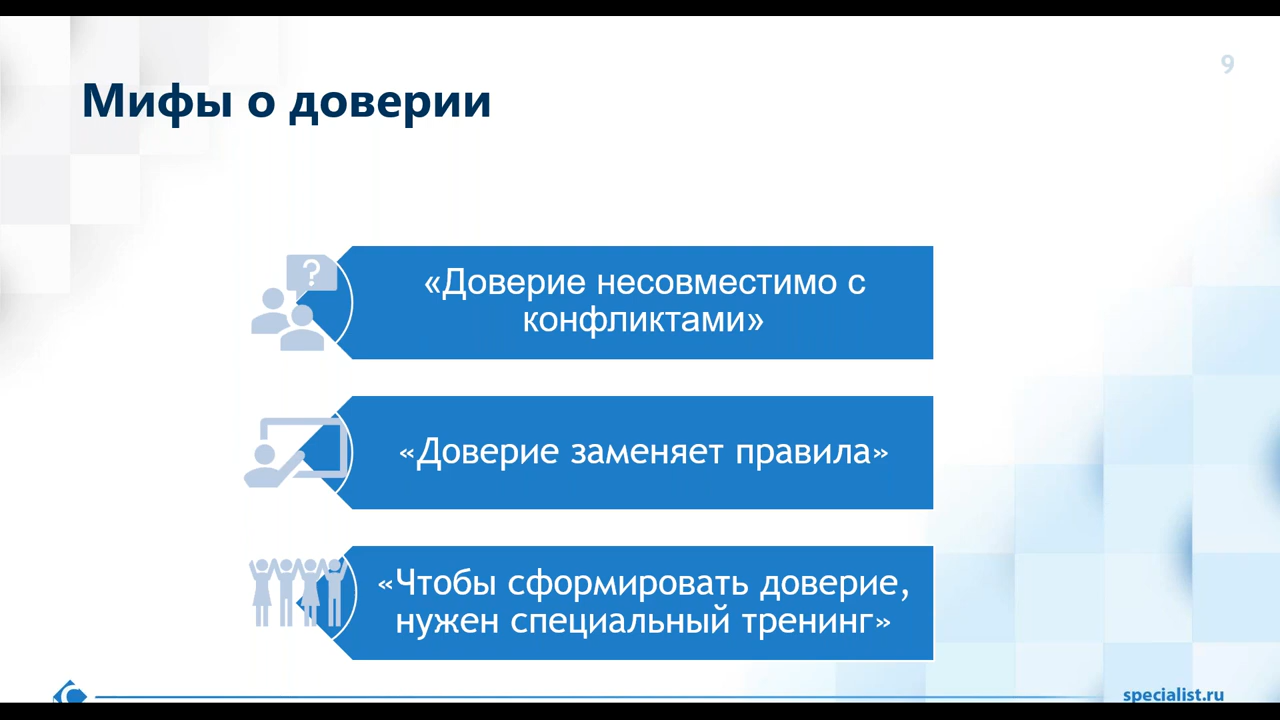 9
Мифы о доверии
?
«Доверие несовместимо с
конфликтами»
«Доверие заменяет правила»
«Чтобы сформировать доверие,
нужен специальный тренинг»
specialist.ru